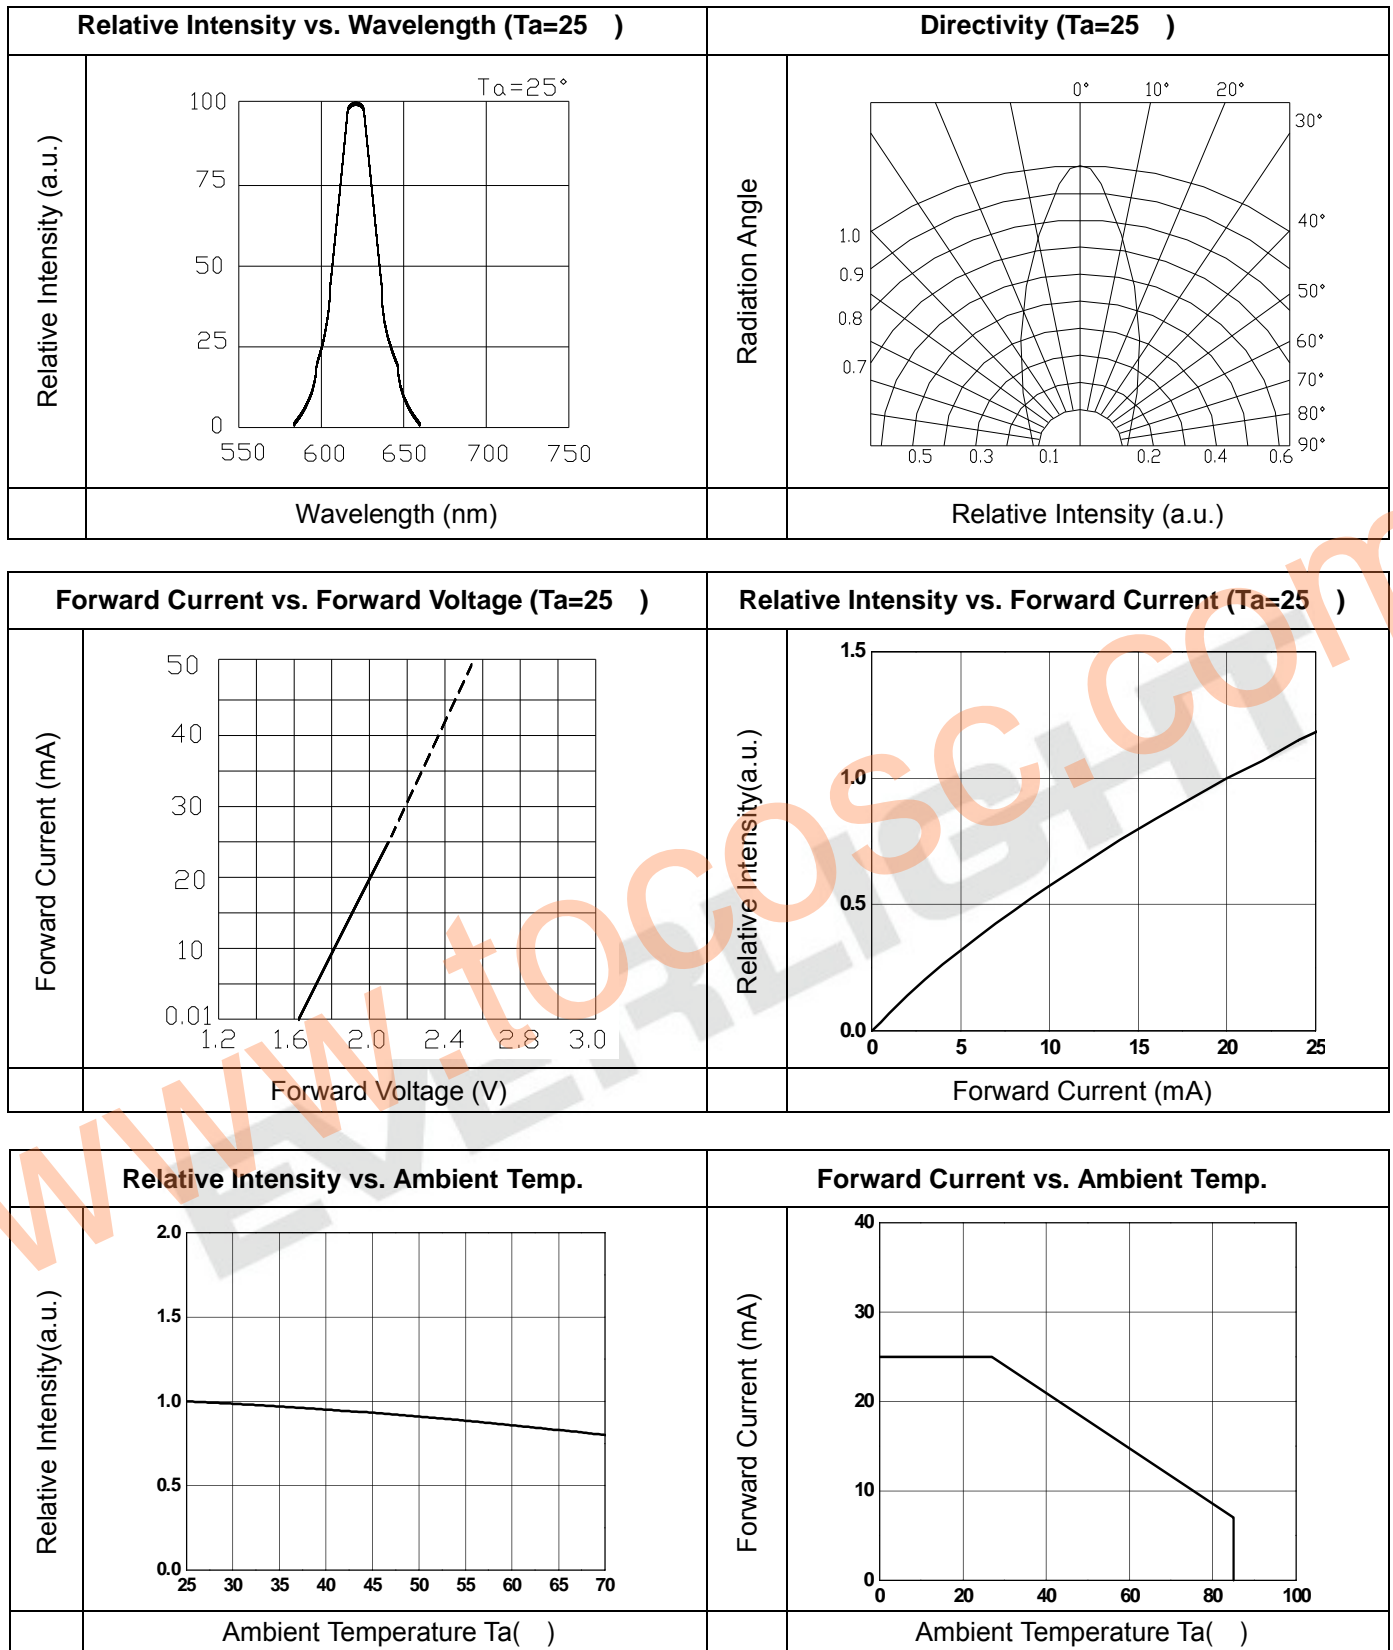 Relative Intensity vs. Wavelength (Ta=25 )
Directivity (Ta=25 )
Relative Intensity (a.u.)
Ta=25°
100
75
50
25
0
550 600 650 700 750
Wavelength (nm)
Radiation Angle
0° 10° 20°
30°
40°
50°
60°
70°
80°
90°
1.0
0.9
0.8
0.7
0.5 0.3 0.1 0.2 0.4 0.6
Relative Intensity (a.u.)
Forward Current vs. Forward Voltage (Ta=25 )
Relative Intensity vs. Forward Current (Ta=25 )
Forward Current (mA)
50
40
30
20
10
0.01
1.2 1.6 2.0 2.4 2.8 3.0
Forward Voltage (V)
Relative Intensity(a.u.)
1.5
1.0
0.5
0.0
0 5 10 15 20 25
Forward Current (mA)
Relative Intensity vs. Ambient Temp.
Forward Current vs. Ambient Temp.
Relative Intensity(a.u.)
2.0
1.5
1.0
0.5
0.0
25 30 35 40 45 50 55 60 65 70
Ambient Temperature Ta( )
Forward Current (mA)
40
30
20
10
0
0 20 40 60 80 100
Ambient Temperature Ta( )
www.tocosc.com
EVERLIGHT